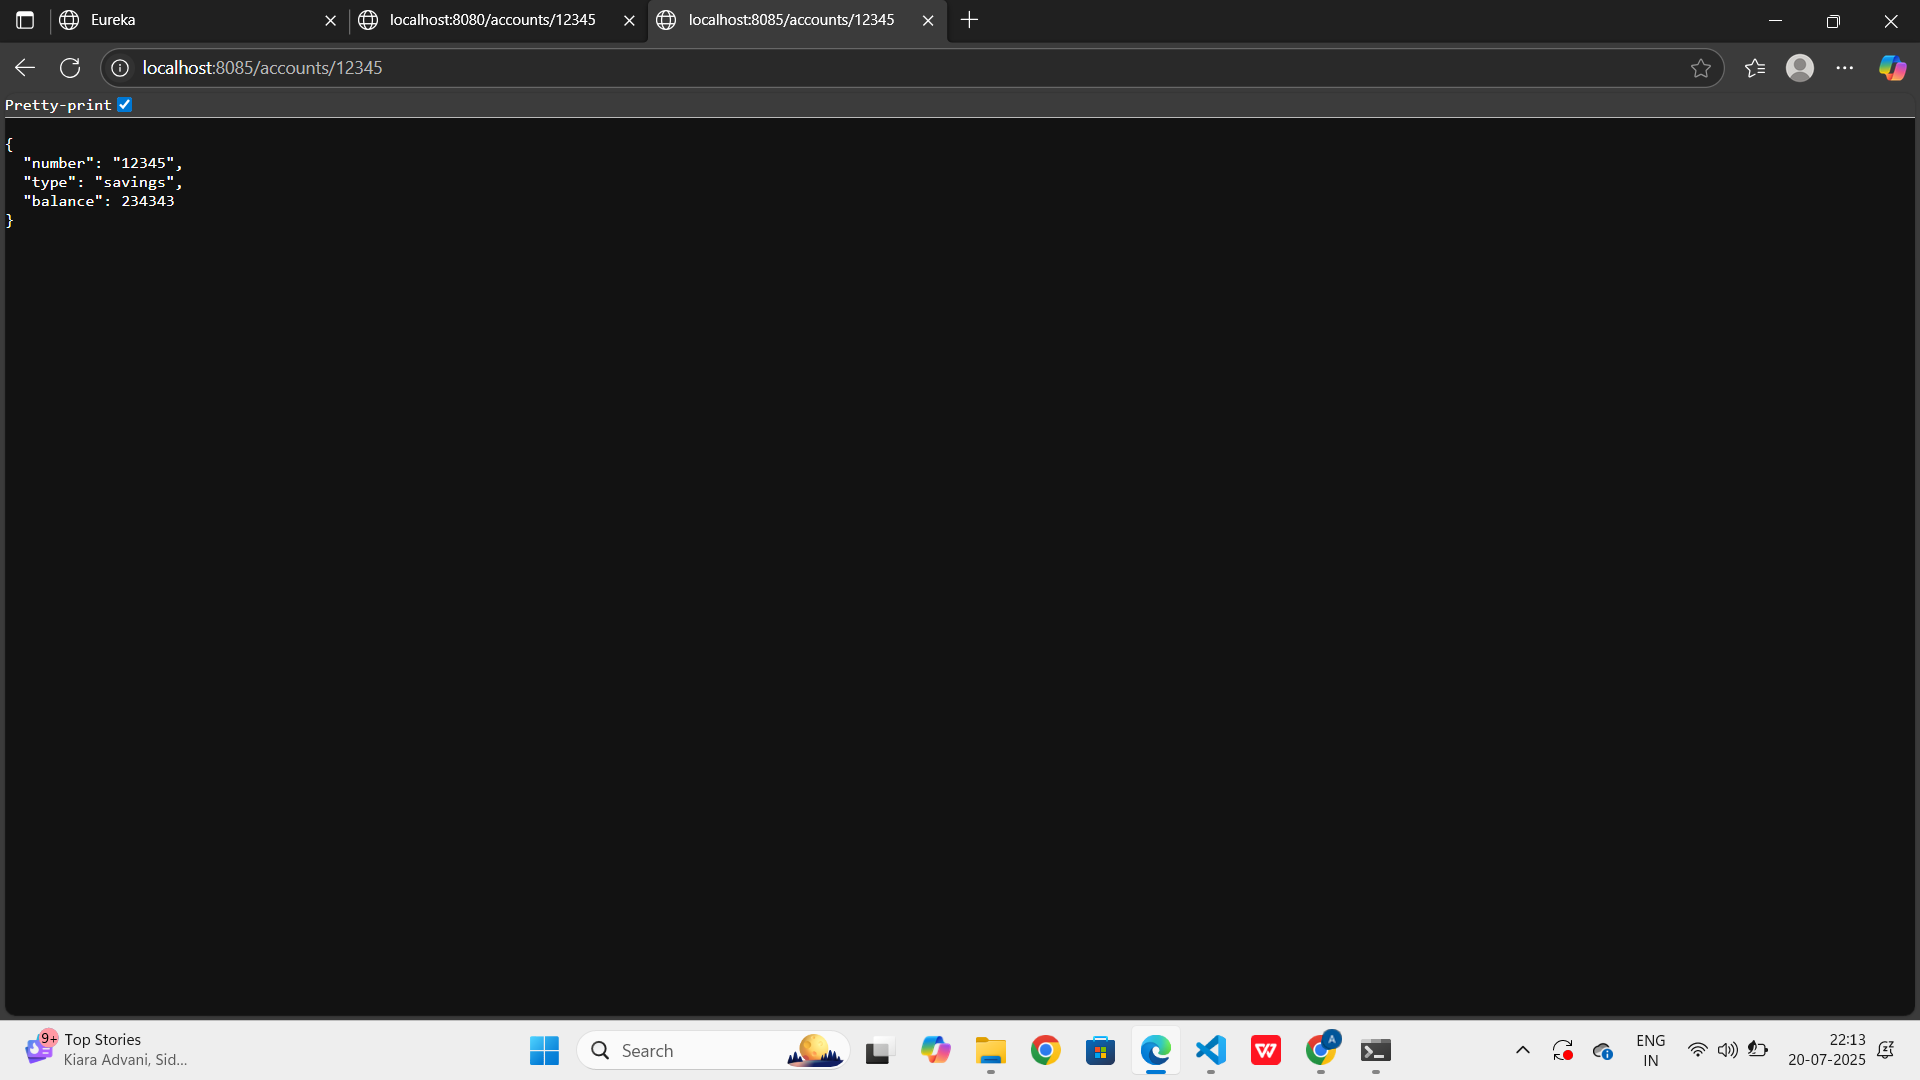 Eureka
localhost:8080/accounts/12345
localhost:8085/accounts/12345
localhost:8085/accounts/12345
Pretty-print
{
  "number": "12345",
  "type": "savings",
  "balance": 234343
}
9+
Top Stories
Kiara Advani, Sid...
Search
W
A
ENG
IN
22:13
20-07-2025